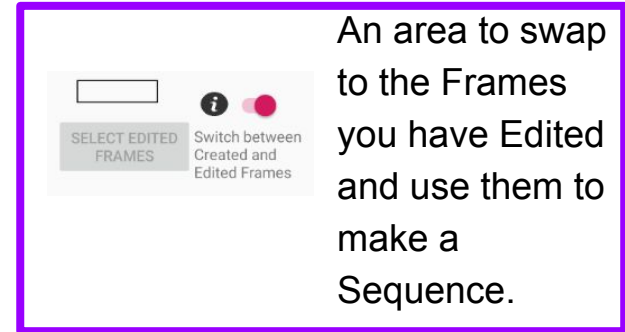 SELECT EDITED
FRAMES
Switch between
Created and
Edited Frames
An area to swap
to the Frames
you have Edited
and use them to
make a
Sequence.